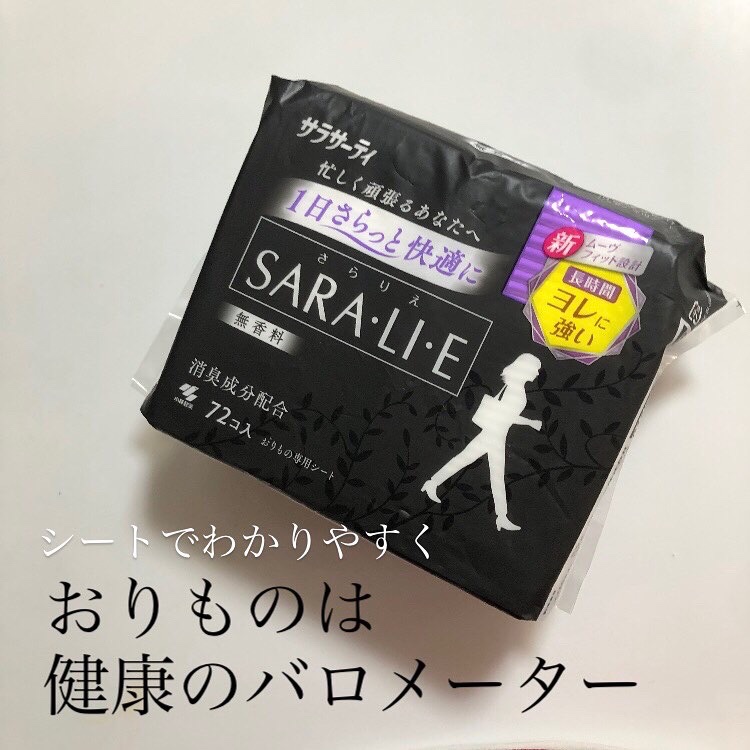 サラサーティ
忙しく頑張るあなたへ
1日さらっと快適に
さらりえ
SARA・LI・E
無香料
消臭成分配合
72コ入
おりもの専用シート
小林製薬
新
ムーヴ
フィット設計
長時間
ヨレに
強い
シートでわかりやすく
おりものは
健康のバロメーター